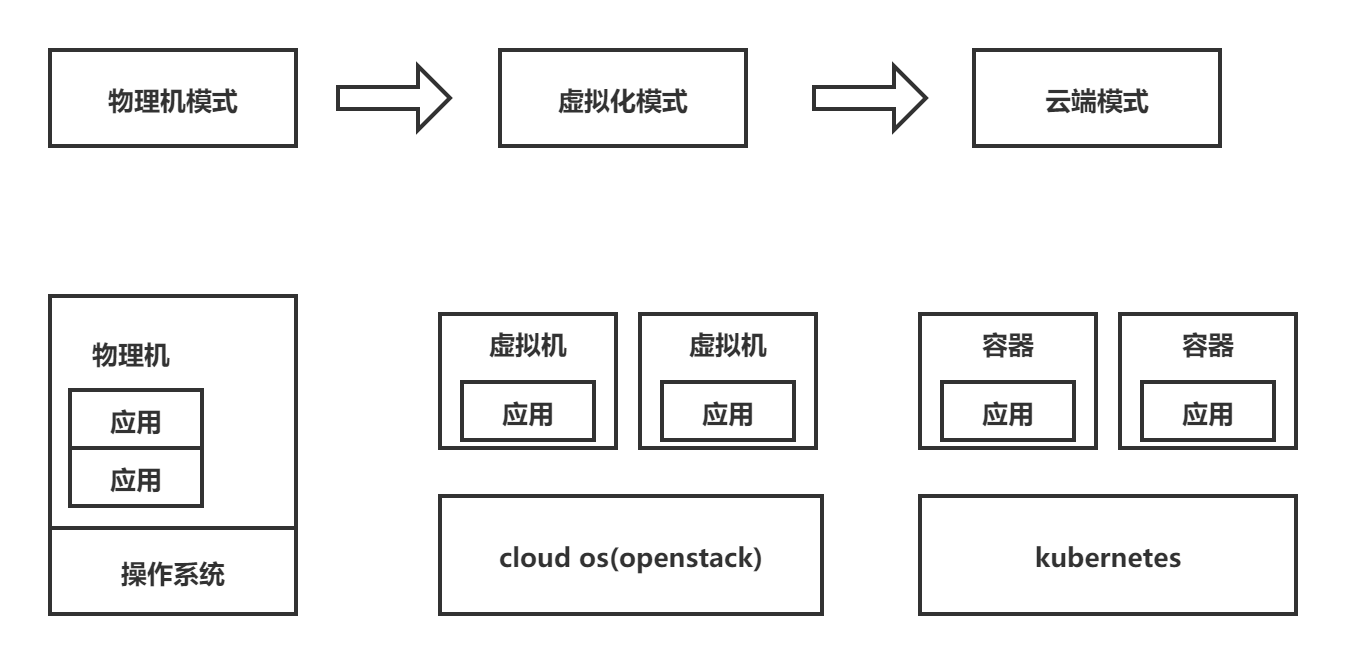 物理机模式
虚拟化模式
云端模式
物理机
应用
应用
操作系统
虚拟机
应用
虚拟机
应用
cloud os(openstack)
容器
应用
容器
应用
kubernetes